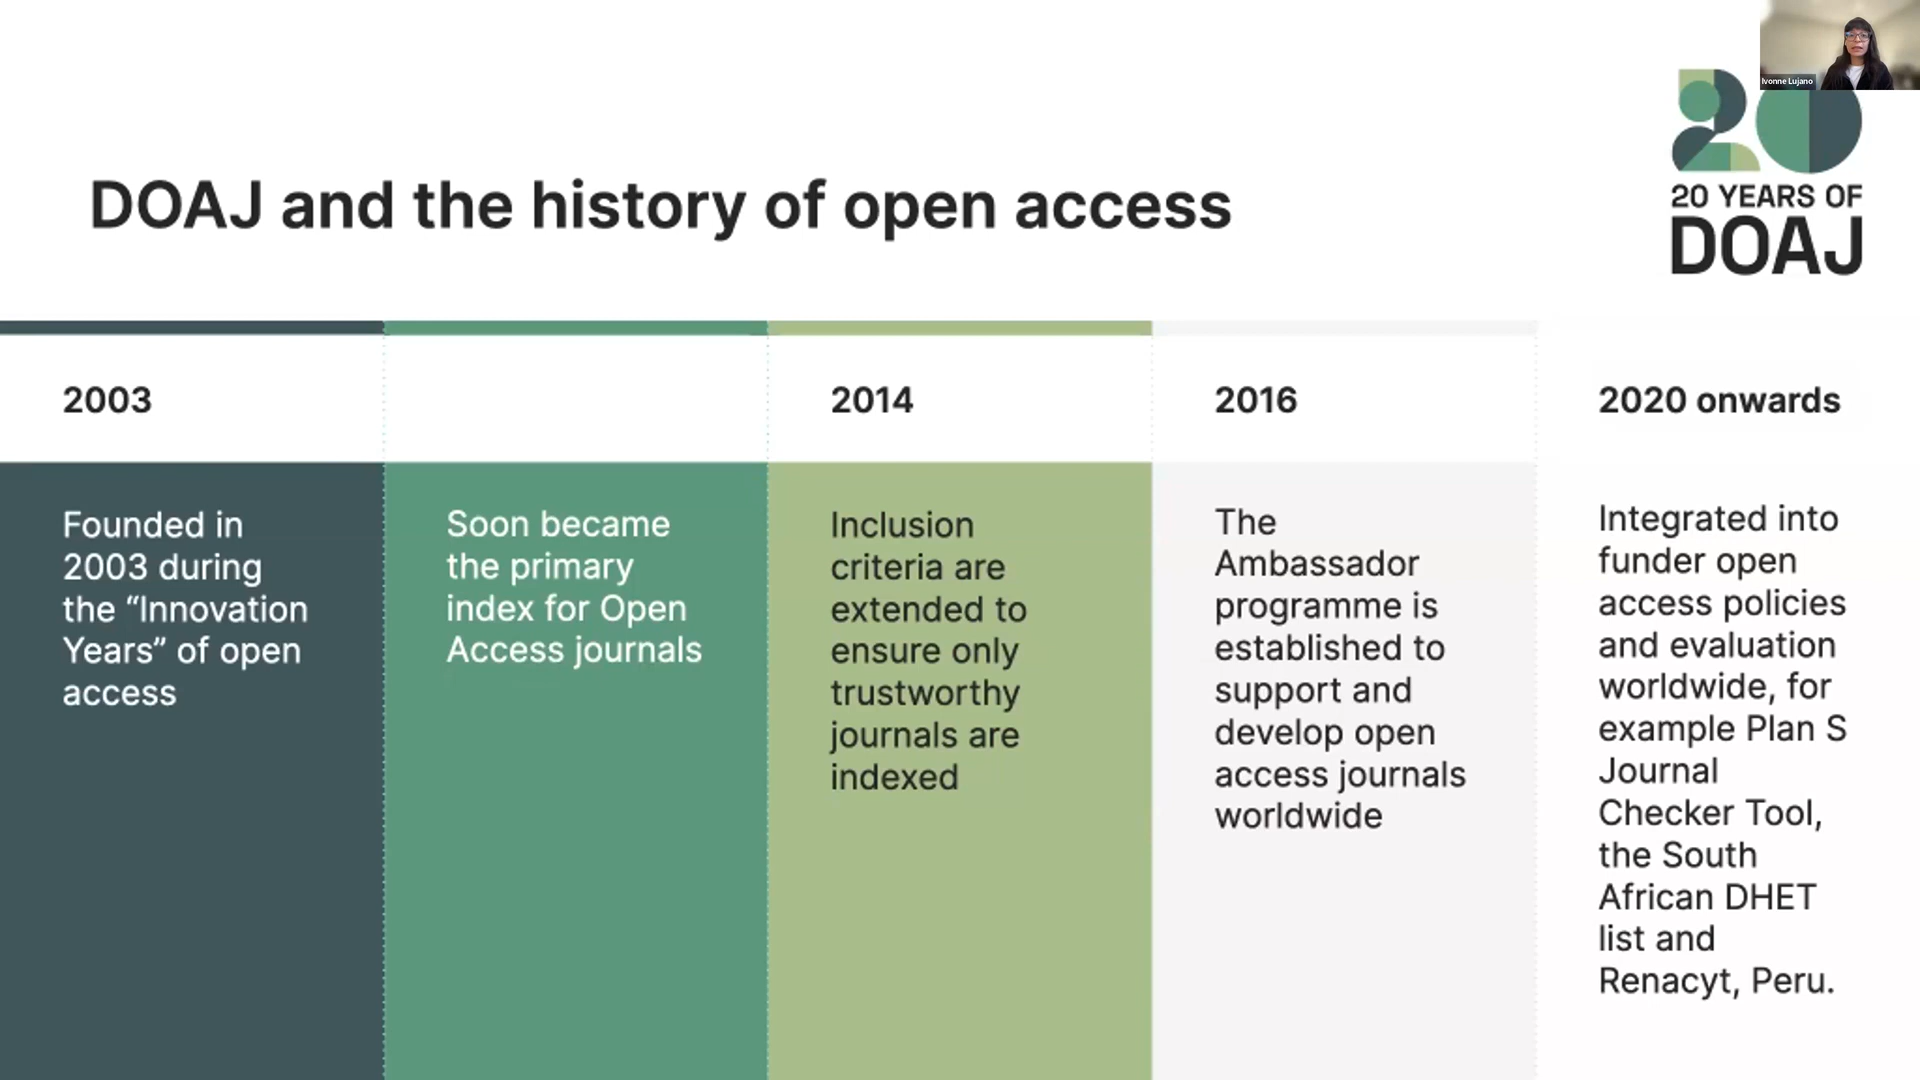 Ivonne Lujano
20 YEARS OF
DOAJ
DOAJ and the history of open access
2003
Founded in
2003 during
the “Innovation
Years” of open
access
Soon became
the primary
index for Open
Access journals
2014
Inclusion
criteria are
extended to
ensure only
trustworthy
journals are
indexed
2016
The
Ambassador
programme is
established to
support and
develop open
access journals
worldwide
2020 onwards
Integrated into
funder open
access policies
and evaluation
worldwide, for
example Plan S
Journal
Checker Tool,
the South
African DHET
list and
Renacyt, Peru.